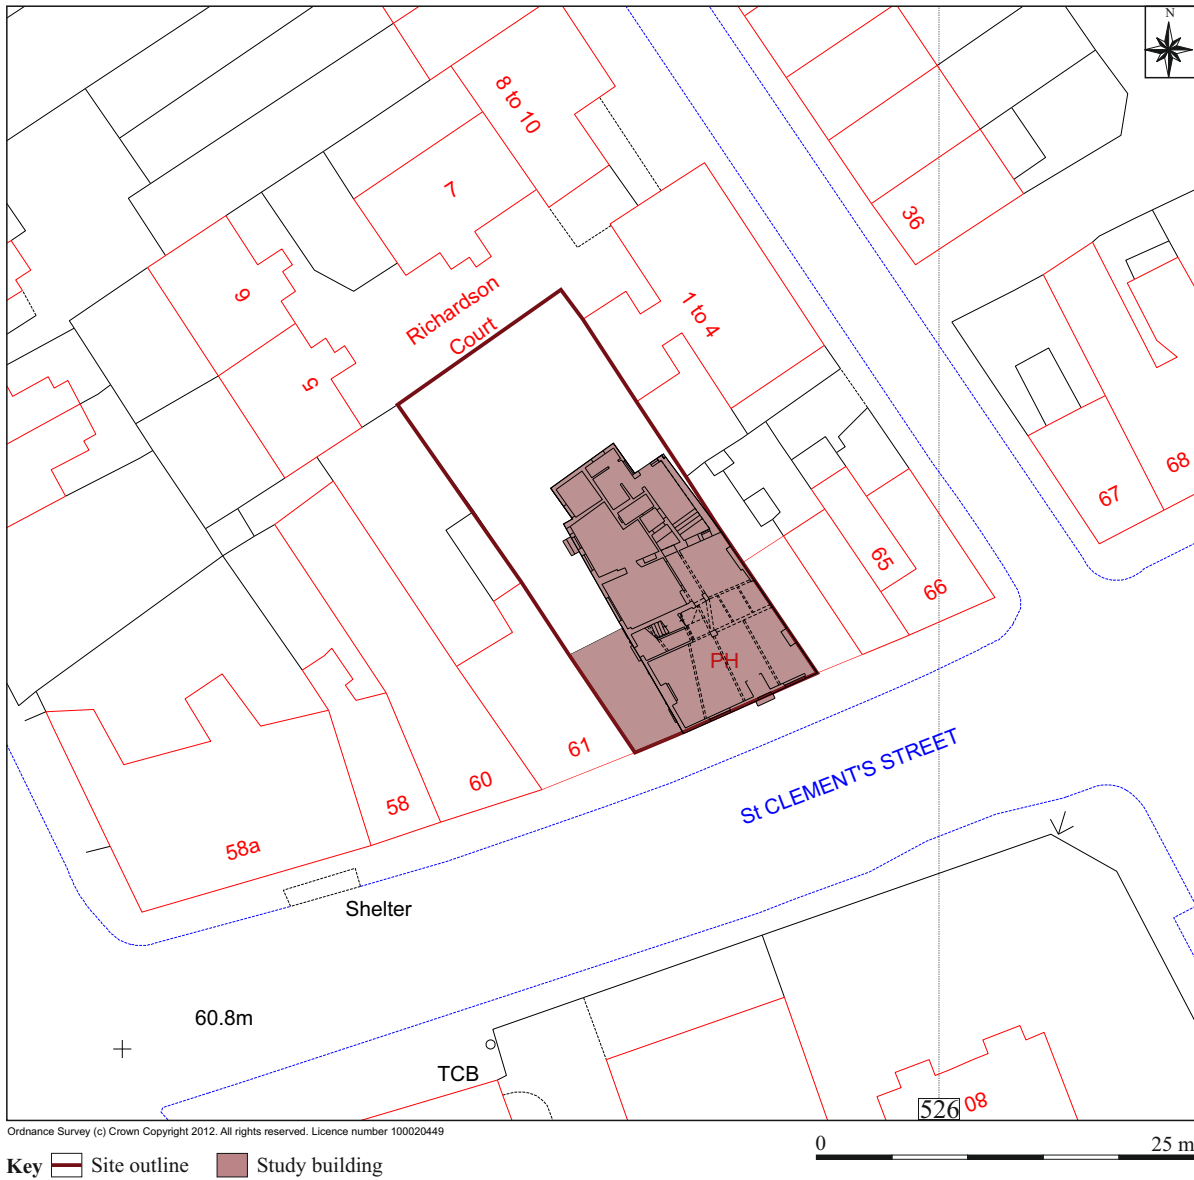 N
8 to 10
7
36
9
Richardson
Court
1 to 4
5
68
67
65
66
PH
61
60
58
58a
St CLEMENT'S STREET
Shelter
60.8m
TCB
526
80
Ordnance Survey (c) Crown Copyright 2012. All rights reserved. Licence number 100020449
Key Site outline Study building
0 25 m